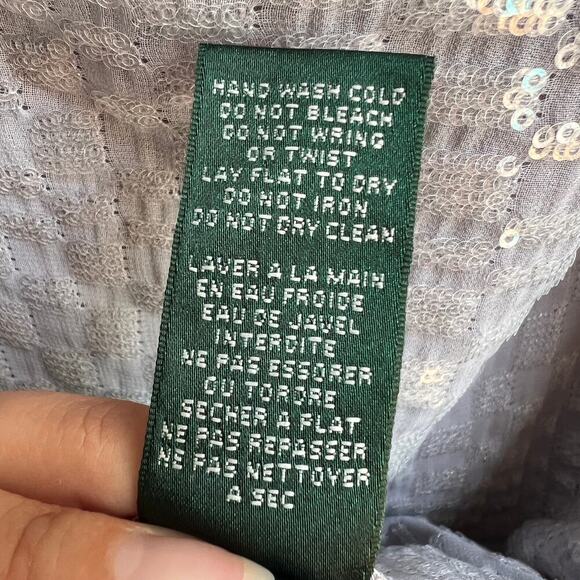 HAND WASH COLD
DO NOT BLEACH
DO NOT WRING
OR TWIST
LAY FLAT TO DRY
DO NOT IRON
DO NOT DRY CLEAN
LAVER A LA MAIN
EN EAU FROIDE
EAU DE JAVEL
INTERDITE
NE PAS ESSORER
OU TORDRE
SECHER A PLAT
NE PAS REPASSER
NE PAS NETTOYER
A SEC